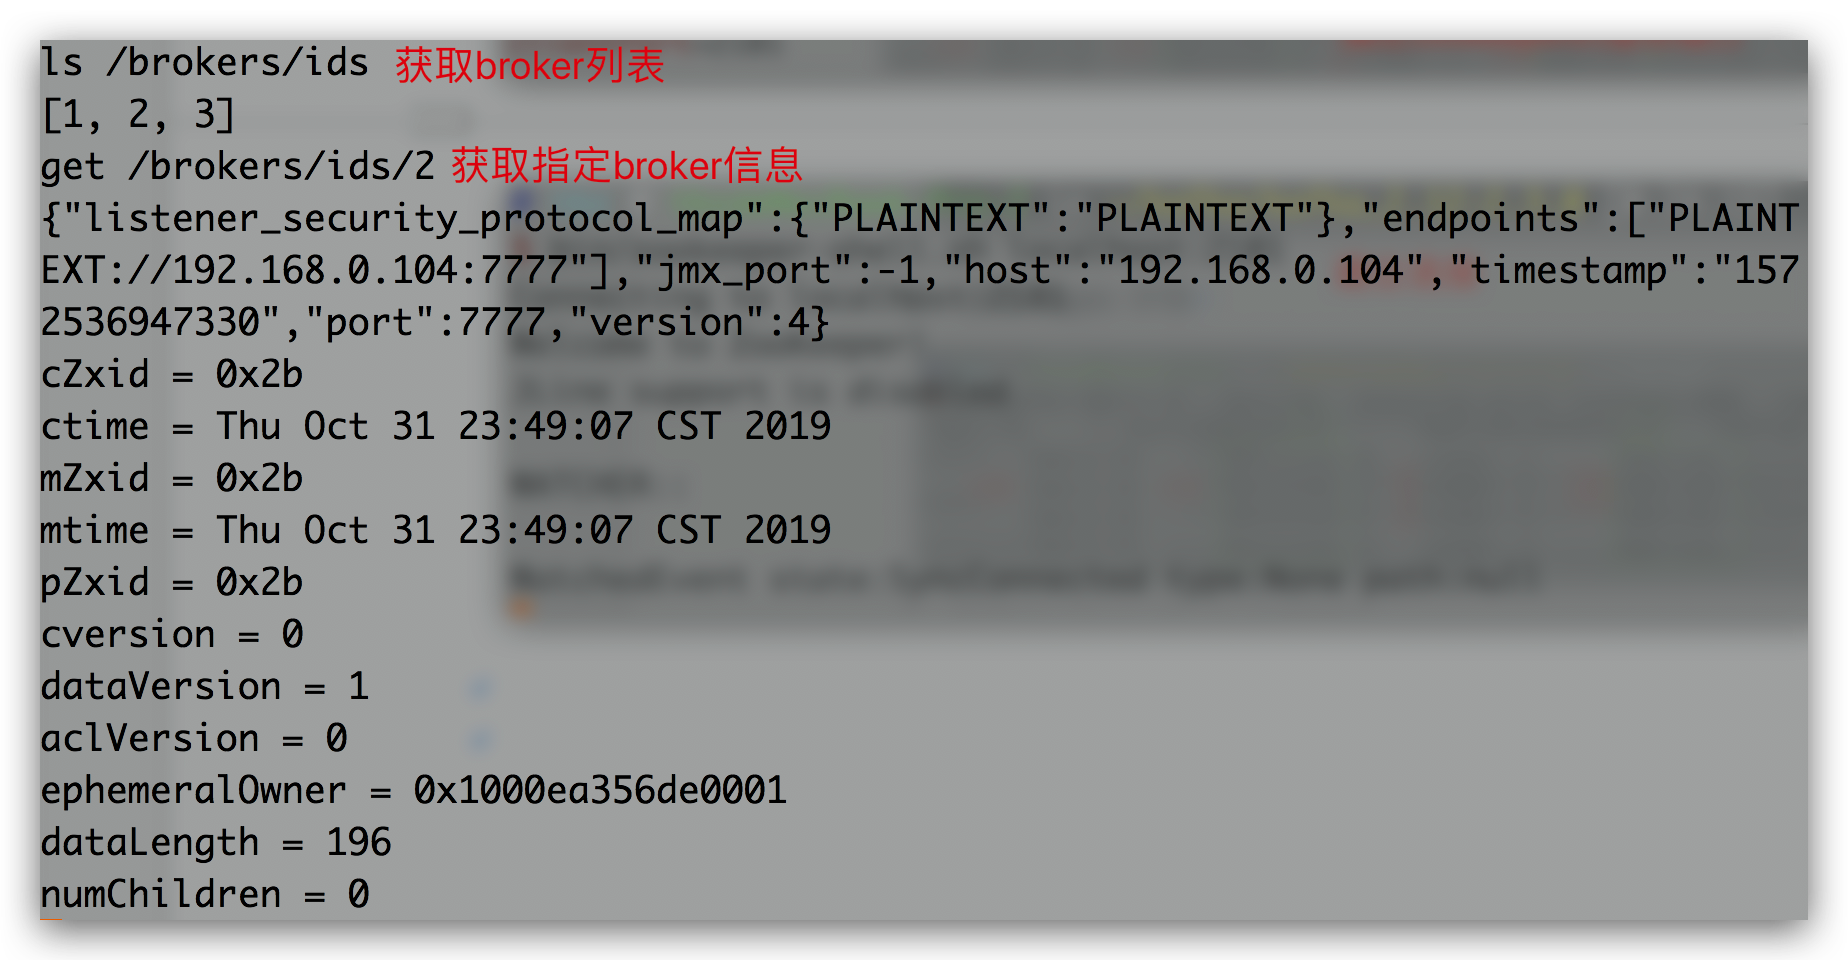 ls /brokers/ids 获取broker列表
[1, 2, 3]
get /brokers/ids/2 获取指定broker信息
{"listener_security_protocol_map":{"PLAINTEXT":"PLAINTEXT"},"endpoints":["PLAINT
EXT://192.168.0.104:7777"],"jmx_port":-1,"host":"192.168.0.104","timestamp":"157
2536947330","port":7777,"version":4}
cZxid = 0x2b
ctime = Thu Oct 31 23:49:07 CST 2019
mZxid = 0x2b
mtime = Thu Oct 31 23:49:07 CST 2019
pZxid = 0x2b
cversion = 0
dataVersion = 1
aclVersion = 0
ephemeralOwner = 0x1000ea356de0001
dataLength = 196
numChildren = 0